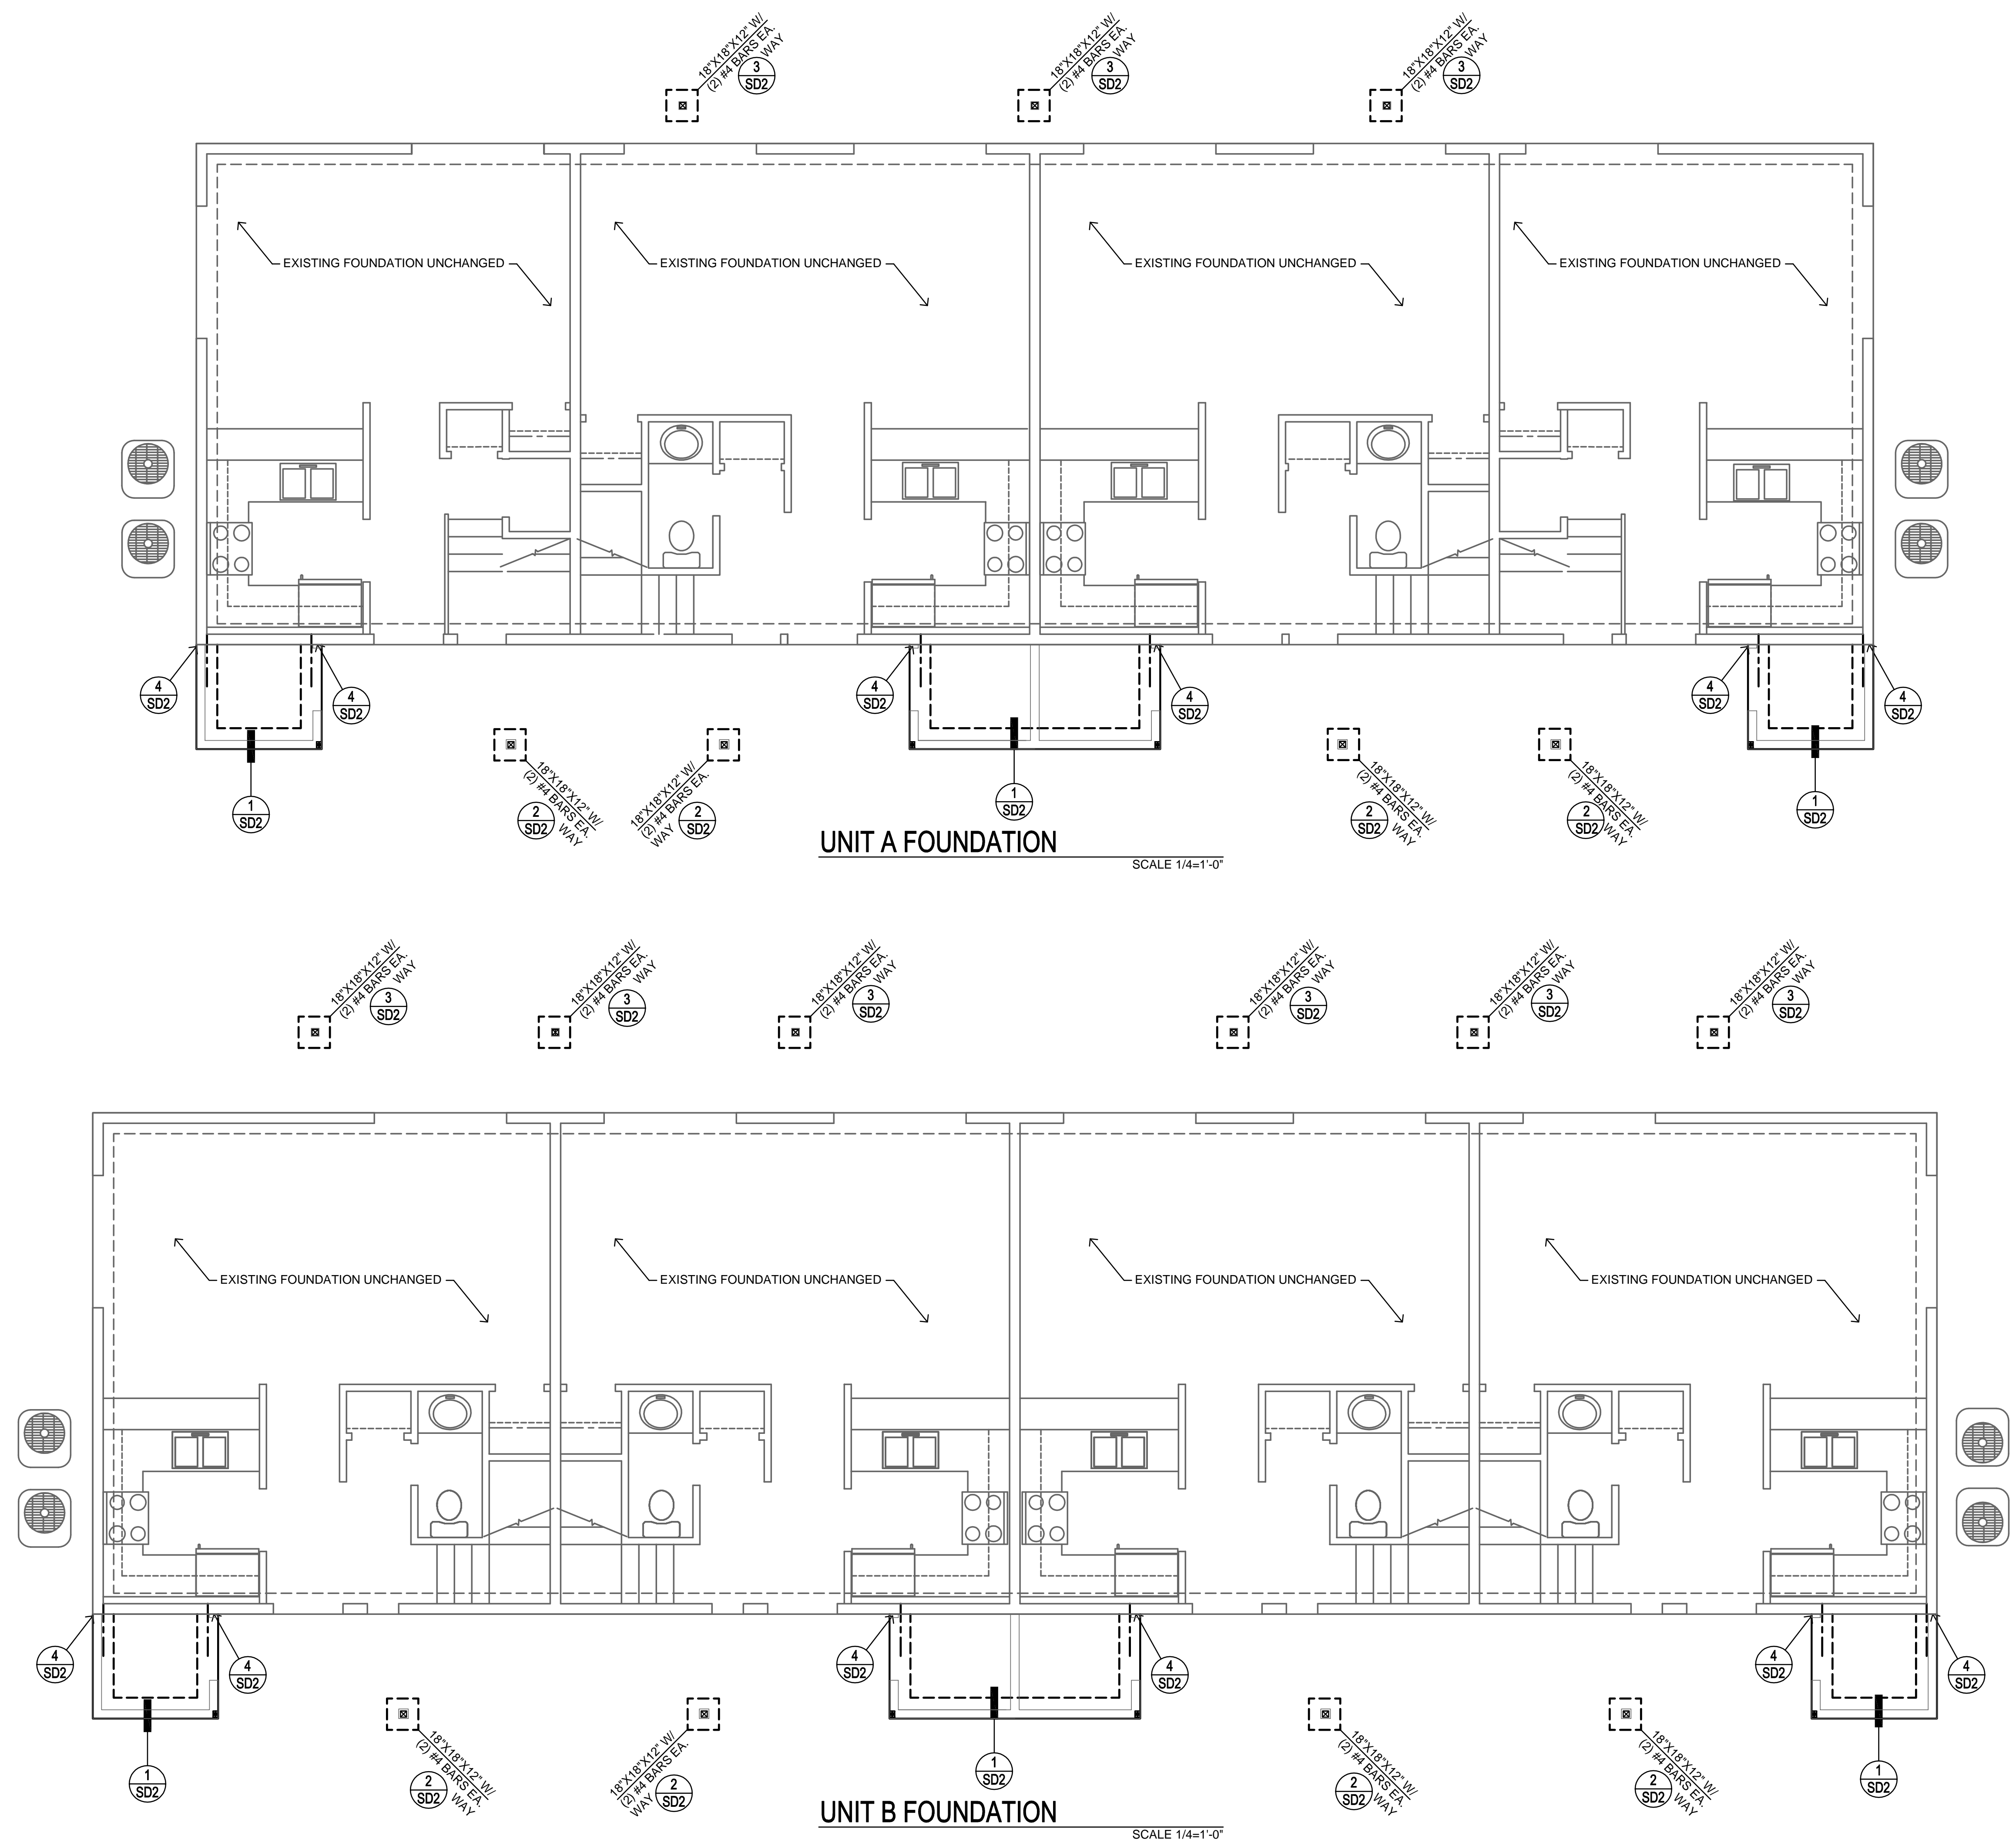 18"X18"X12" W/
(2) #4 BARS EA.
WAY
3
SD2
18"X18"X12" W/
(2) #4 BARS EA.
WAY
3
SD2
18"X18"X12" W/
(2) #4 BARS EA.
WAY
3
SD2
EXISTING FOUNDATION UNCHANGED
EXISTING FOUNDATION UNCHANGED
EXISTING FOUNDATION UNCHANGED
EXISTING FOUNDATION UNCHANGED
4
SD2
4
SD2
4
SD2
4
SD2
4
SD2
4
SD2
1
SD2
18"X18"X12" W/
(2) #4 BARS EA.
WAY
2
SD2
18"X18"X12" W/
(2) #4 BARS EA.
WAY
2
SD2
1
SD2
18"X18"X12" W/
(2) #4 BARS EA.
WAY
2
SD2
18"X18"X12" W/
(2) #4 BARS EA.
WAY
2
SD2
1
SD2
UNIT A FOUNDATION
SCALE 1/4=1'-0"
18"X18"X12" W/
(2) #4 BARS EA.
WAY
3
SD2
18"X18"X12" W/
(2) #4 BARS EA.
WAY
3
SD2
18"X18"X12" W/
(2) #4 BARS EA.
WAY
3
SD2
18"X18"X12" W/
(2) #4 BARS EA.
WAY
3
SD2
18"X18"X12" W/
(2) #4 BARS EA.
WAY
3
SD2
18"X18"X12" W/
(2) #4 BARS EA.
WAY
3
SD2
EXISTING FOUNDATION UNCHANGED
EXISTING FOUNDATION UNCHANGED
EXISTING FOUNDATION UNCHANGED
EXISTING FOUNDATION UNCHANGED
4
SD2
4
SD2
4
SD2
4
SD2
4
SD2
4
SD2
1
SD2
18"X18"X12" W/
(2) #4 BARS EA.
WAY
2
SD2
18"X18"X12" W/
(2) #4 BARS EA.
WAY
2
SD2
1
SD2
18"X18"X12" W/
(2) #4 BARS EA.
WAY
2
SD2
18"X18"X12" W/
(2) #4 BARS EA.
WAY
2
SD2
1
SD2
UNIT B FOUNDATION
SCALE 1/4=1'-0"